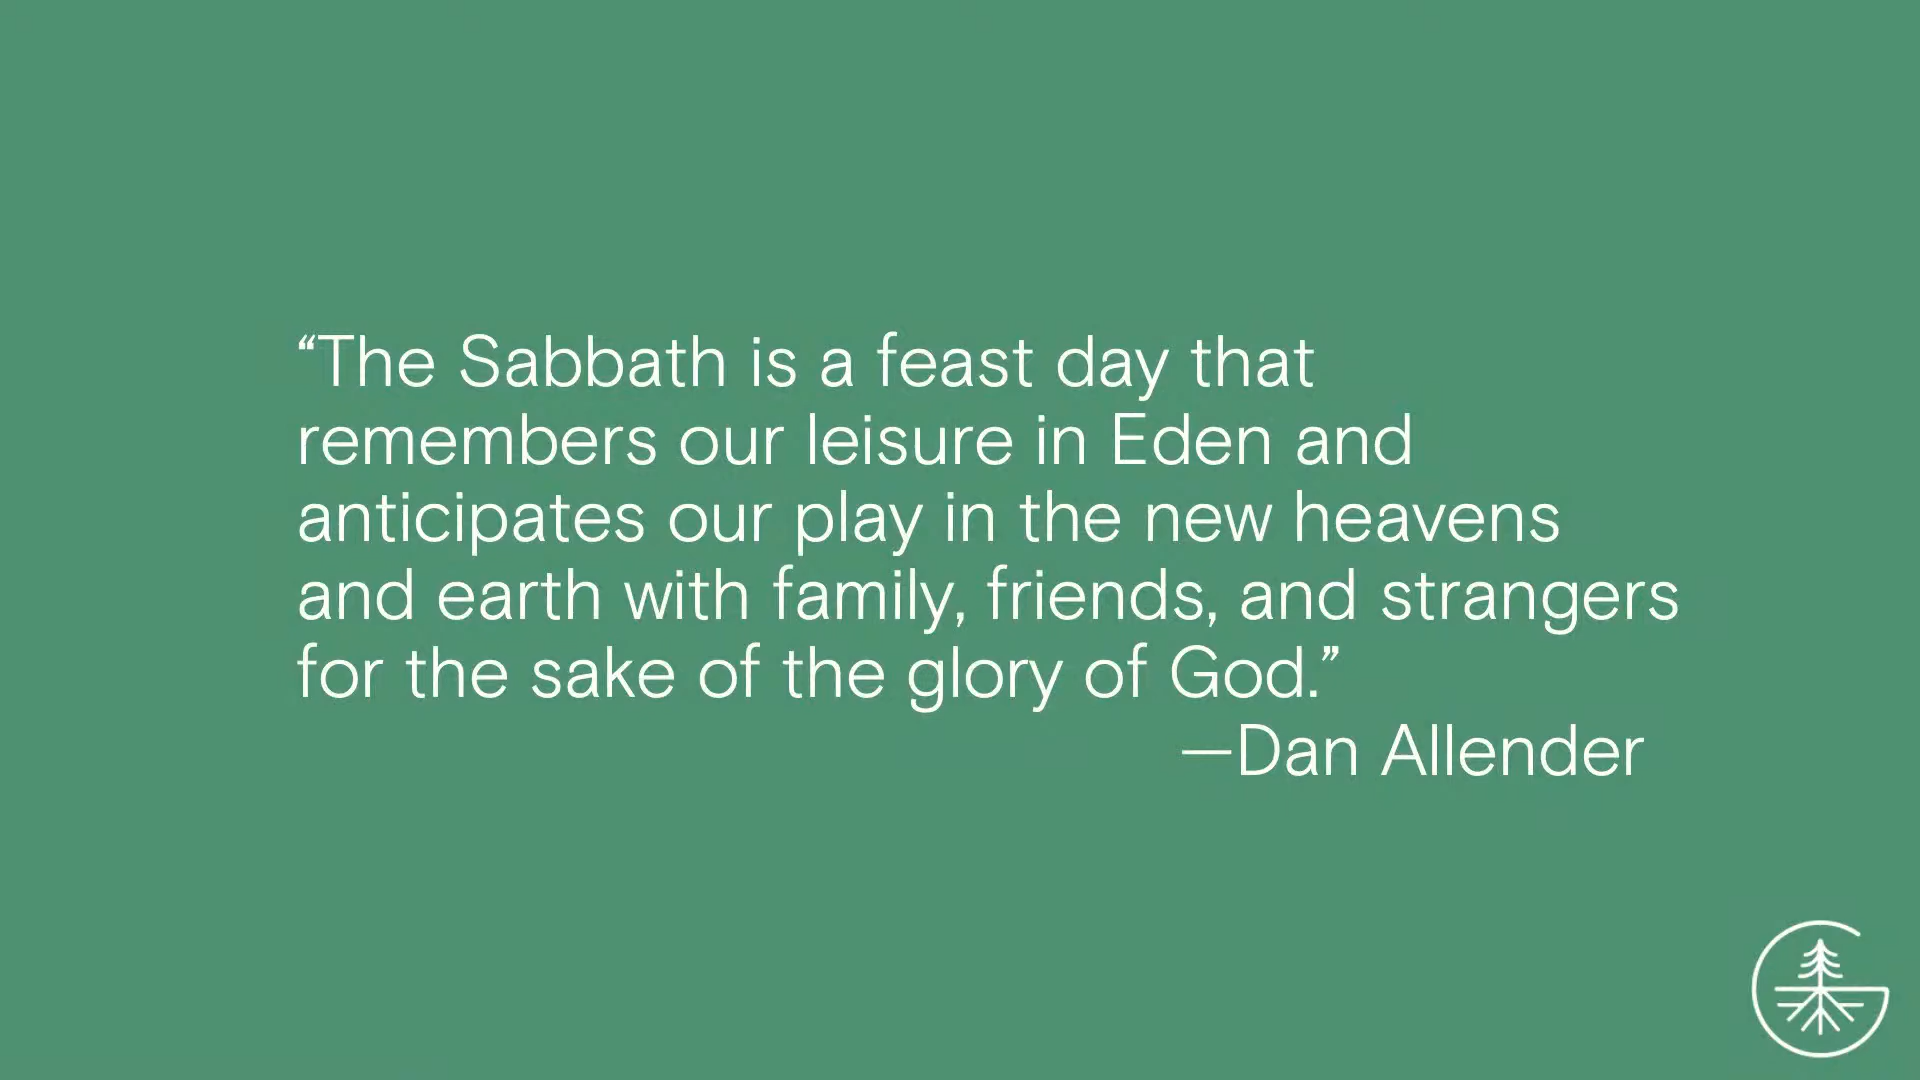 “The Sabbath is a feast day that
remembers our leisure in Eden and
anticipates our play in the new heavens
and earth with family, friends, and strangers
for the sake of the glory of God.”
—Dan Allender